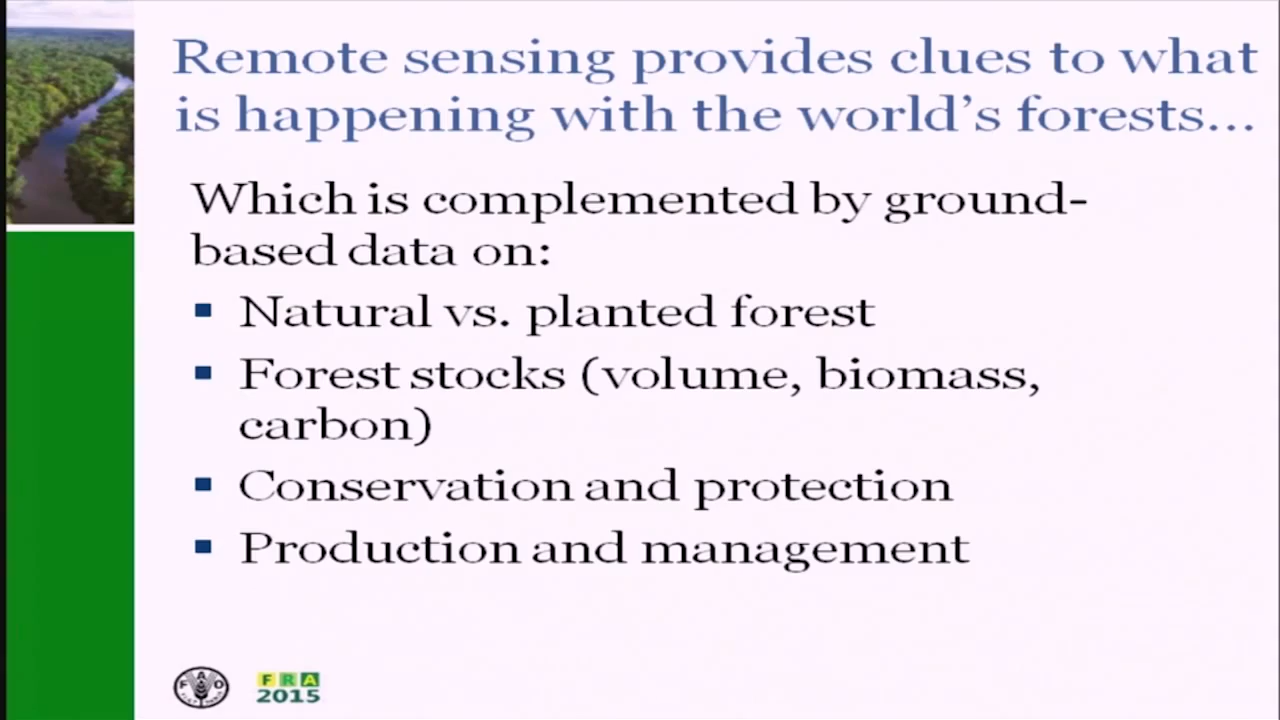 Remote sensing provides clues to what
is happening with the world's forests...
Which is complemented by ground-
based data on:
▪ Natural vs. planted forest
▪ Forest stocks (volume, biomass,
carbon)
▪ Conservation and protection
▪ Production and management
F A O
FRA
2015